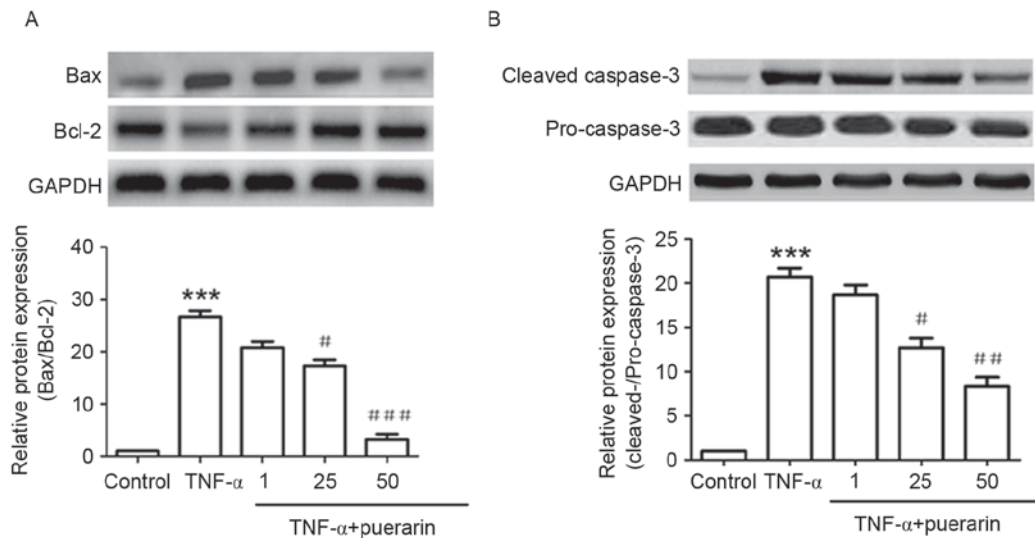 A
Bax
Bcl-2
GAPDH
Relative protein expression
(Bax/Bcl-2)
40
30
20
10
0
***
#
###
Control TNF-α 1 25 50
TNF-α+puerarin
B
Cleaved caspase-3
Pro-caspase-3
GAPDH
Relative protein expression
(cleaved-/Pro-caspase-3)
25
20
15
10
5
0
***
#
##
Control TNF-α 1 25 50
TNF-α+puerarin